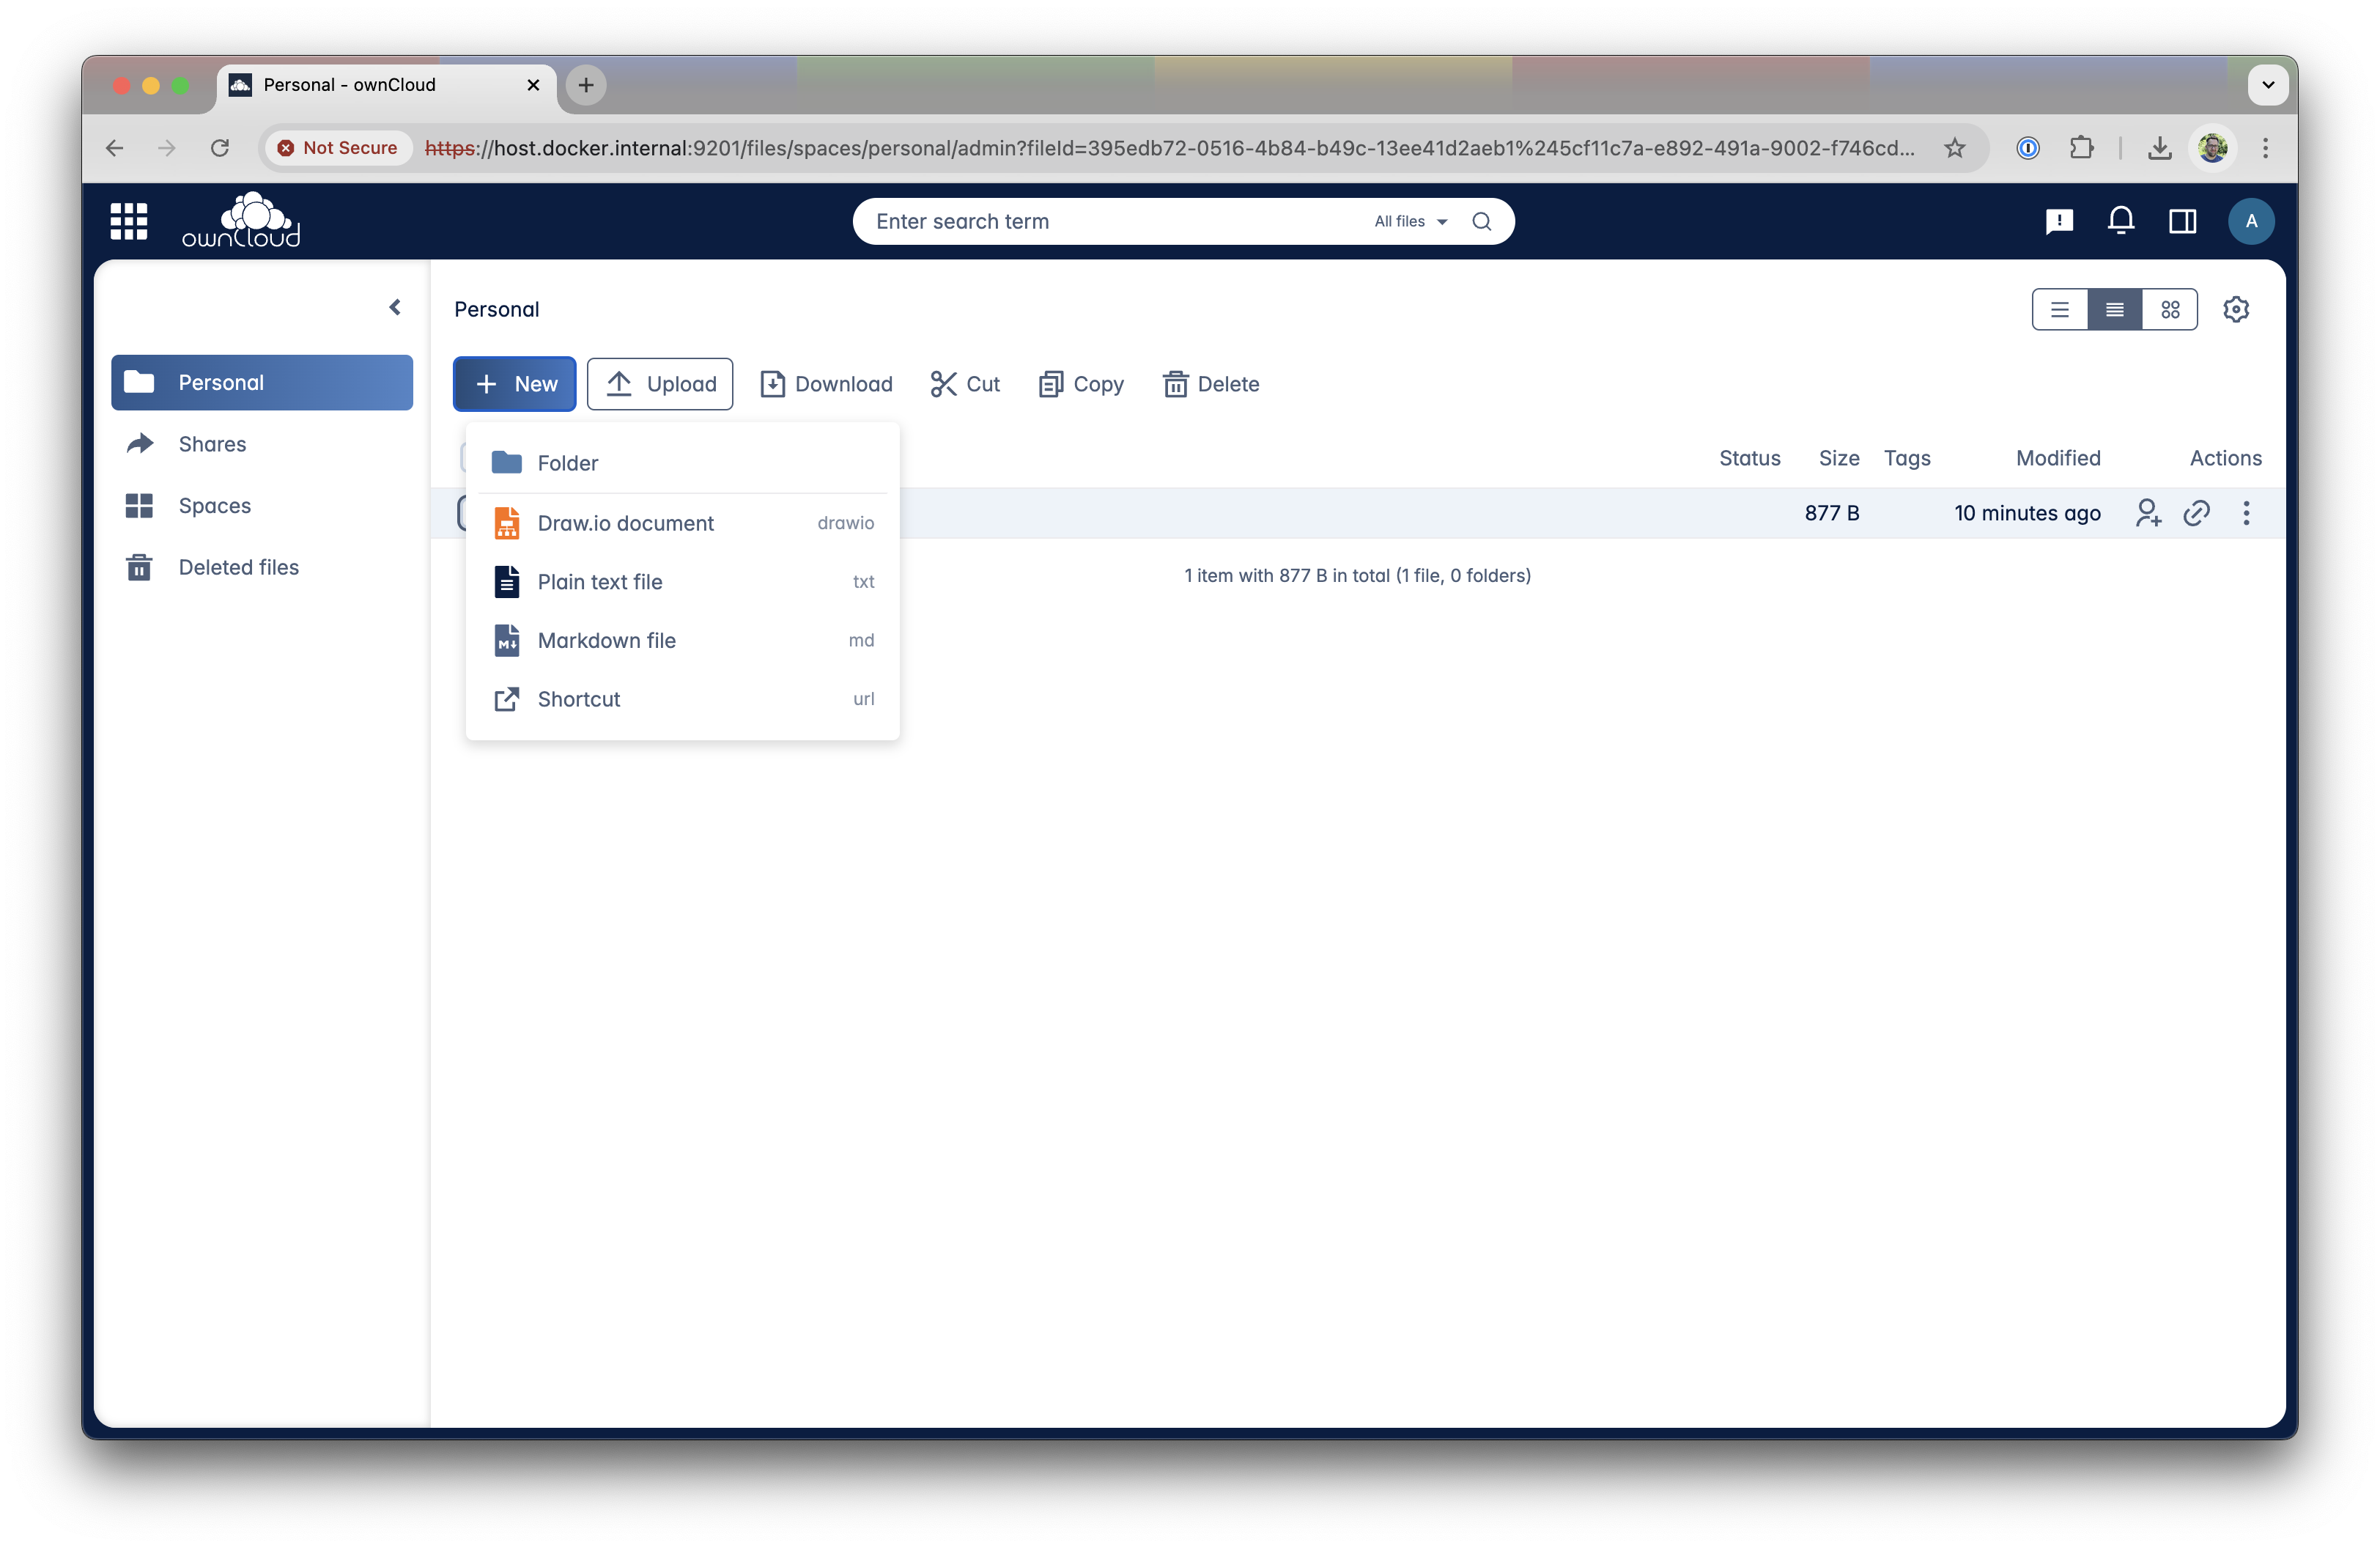 Personal - ownCloud
Not Secure https://host.docker.internal:9201/files/spaces/personal/admin?fileId=395edb72-0516-4b84-b49c-13ee41d2aeb1%245cf11c7a-e892-491a-9002-f746cd...
ownCloud
Enter search term All files
A
Personal
Shares
Spaces
Deleted files
Personal
New Upload Download Cut Copy Delete
Status Size Tags Modified Actions
877 B 10 minutes ago
1 item with 877 B in total (1 file, 0 folders)
Folder
Draw.io document drawio
Plain text file txt
M Markdown file md
Shortcut url